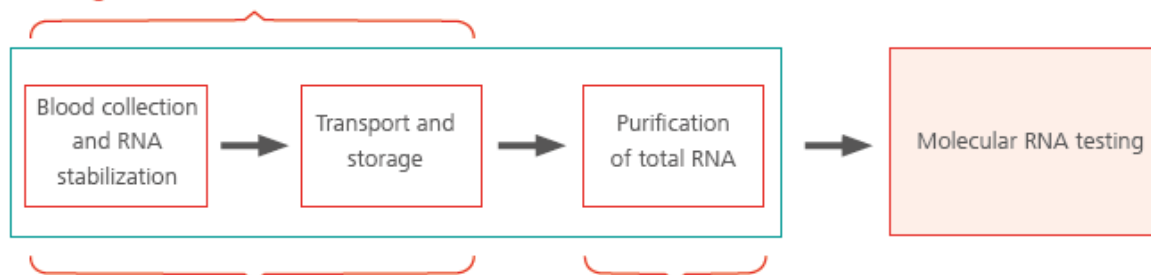 Blood collection
and RNA
stabilization
Transport and
storage
Purification
of total RNA
Molecular RNA testing